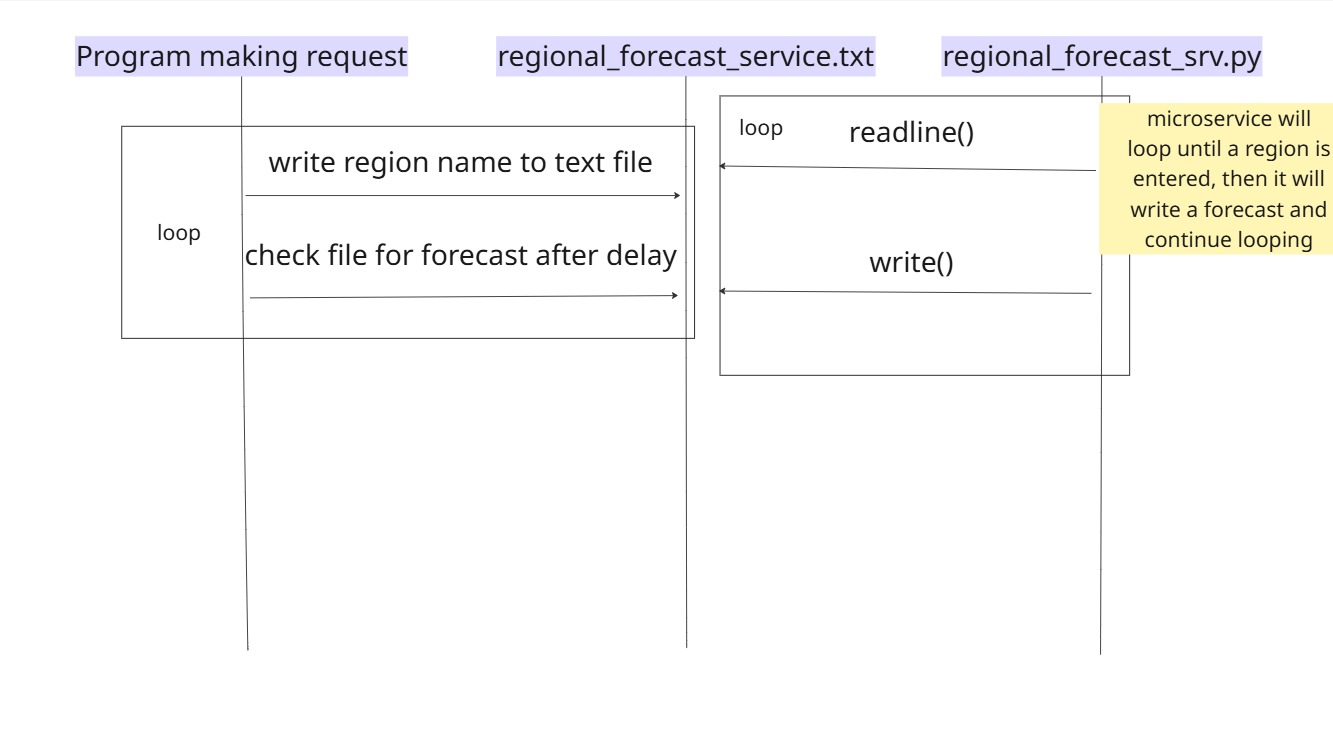 Program making request
regional_forecast_service.txt
regional_forecast_srv.py
loop
write region name to text file
check file for forecast after delay
loop
readline()
write()
microservice will
loop until a region is
entered, then it will
write a forecast and
continue looping